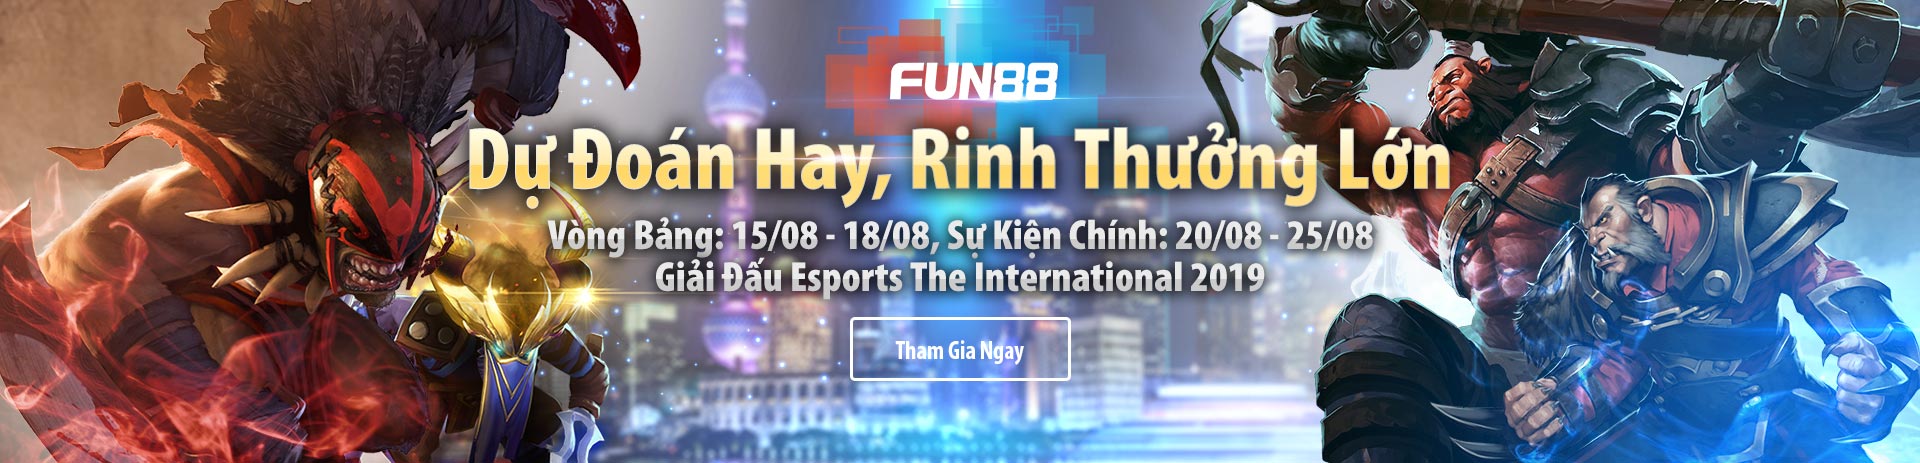 FUN88
Dự Đoán Hay, Rinh Thưởng Lớn
Vòng Bảng: 15/08 - 18/08, Sự Kiện Chính: 20/08 - 25/08
Giải Đấu Esports The International 2019
Tham Gia Ngay